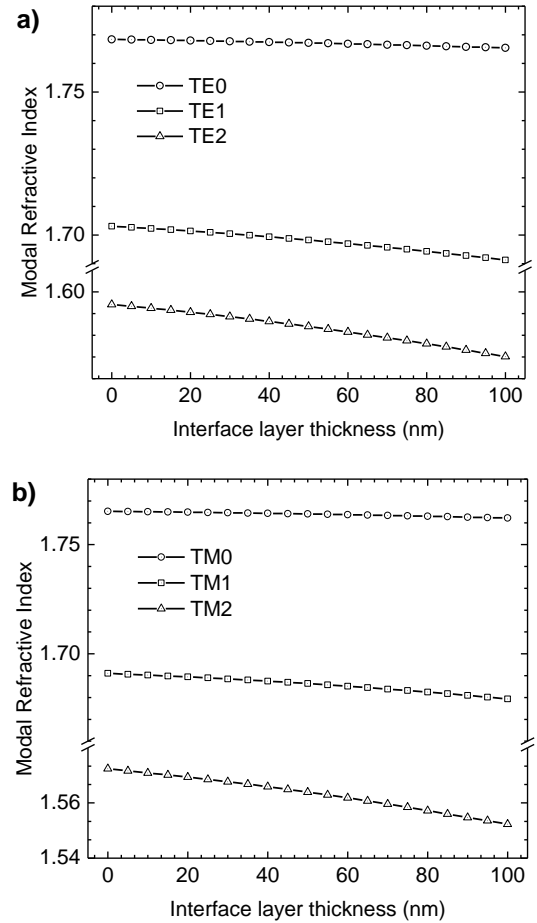 a)
TE0
TE1
TE2
1.75
1.70
1.60
Modal Refractive Index
0 20 40 60 80 100
Interface layer thickness (nm)
b)
TM0
TM1
TM2
1.75
1.70
1.56
1.54
Modal Refractive Index
0 20 40 60 80 100
Interface layer thickness (nm)